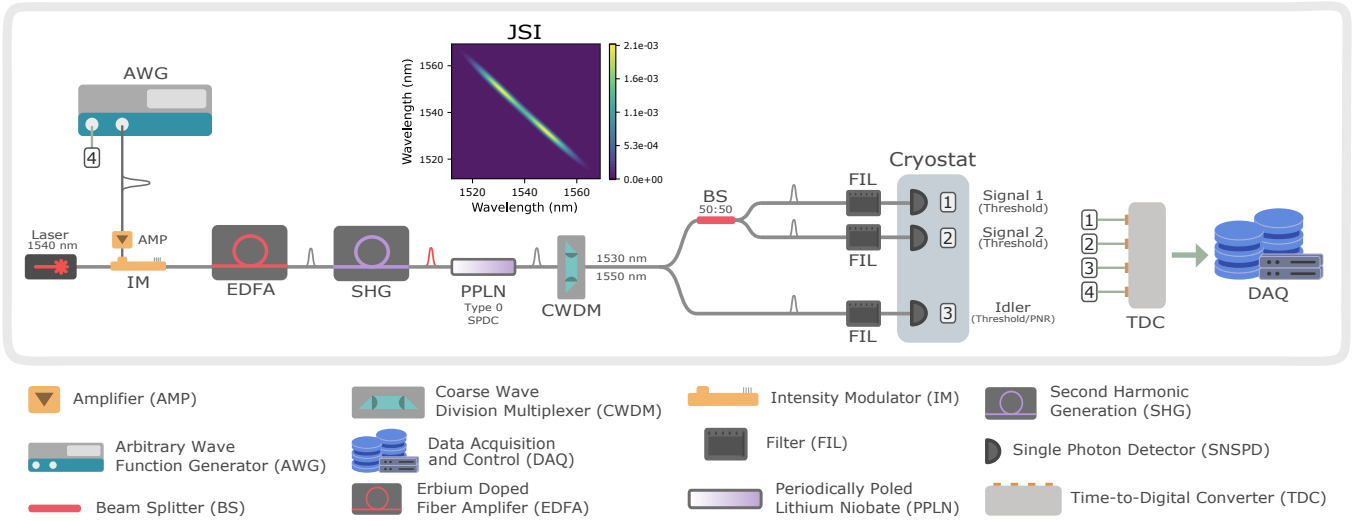 JSI
AWG
Wavelength (nm)
1560
1540
1520
1520
1540
1560
Wavelength (nm)
2.1e-03
1.6e-03
1.1e-03
5.3e-04
0.0e+00
4
Laser
1540 nm
AMP
IM
EDFA
SHG
PPLN
Type 0
SPDC
CWDM
1530 nm
1550 nm
BS
50:50
FIL
FIL
FIL
Cryostat
1
2
3
Signal 1
(Threshold)
Signal 2
(Threshold)
Idler
(Threshold/PNR)
1
2
3
4
TDC
DAQ
Amplifier (AMP)
Arbitrary Wave
Function Generator (AWG)
Beam Splitter (BS)
Coarse Wave
Division Multiplexer (CWDM)
Data Acquisition
and Control (DAQ)
Erbium Doped
Fiber Amplifer (EDFA)
Intensity Modulator (IM)
Filter (FIL)
Periodically Poled
Lithium Niobate (PPLN)
Second Harmonic
Generation (SHG)
Single Photon Detector (SNSPD)
Time-to-Digital Converter (TDC)